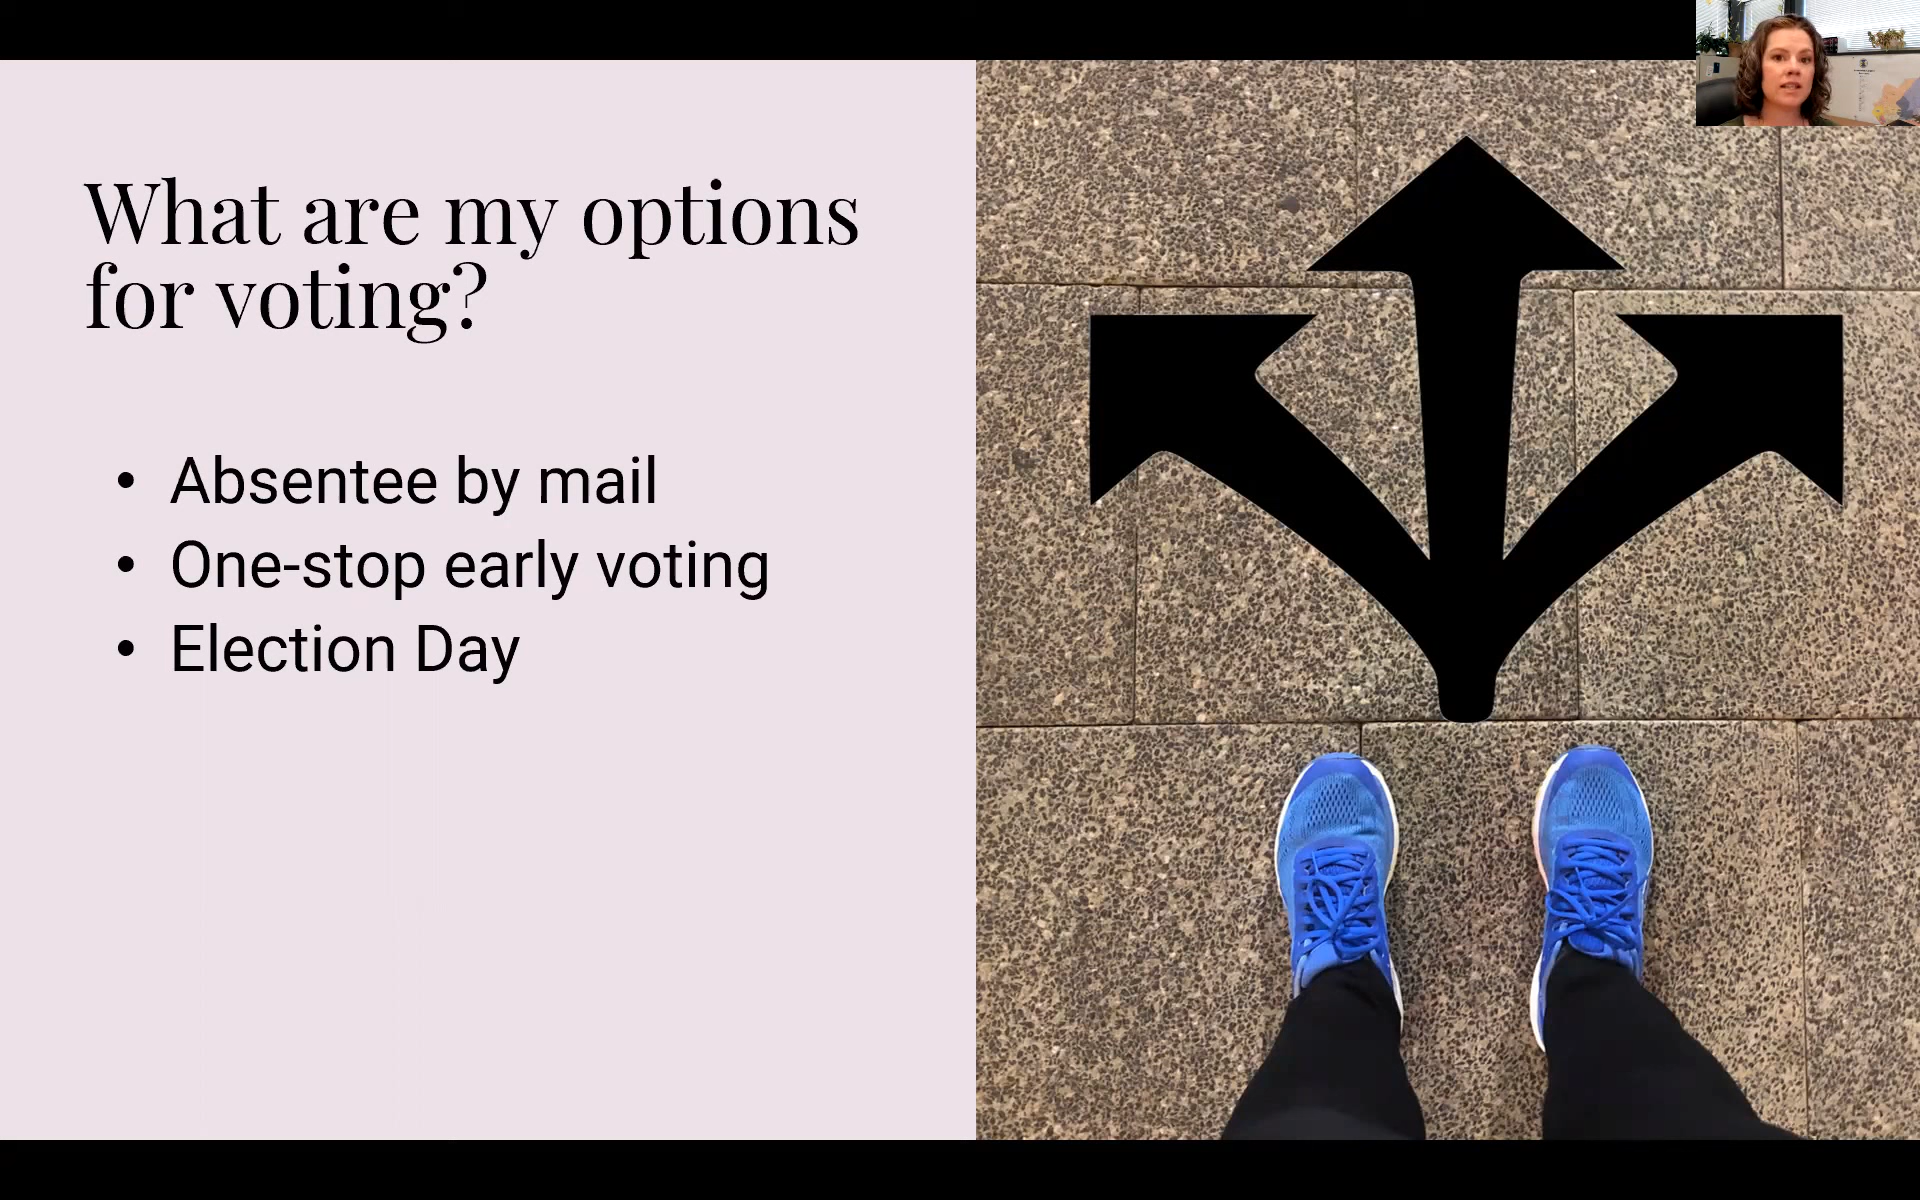 What are my options
for voting?
• Absentee by mail
• One-stop early voting
• Election Day